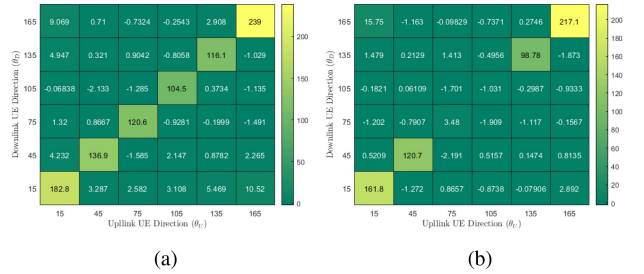 165 9.069 0.71 -0.7324 -0.2543 2.908 239
135 4.947 0.321 0.9042 -0.8058 116.1 -1.029
105 -0.06838 -2.133 -1.285 104.5 0.3734 -1.135
75 1.32 0.8667 120.6 -0.9281 -0.1999 -1.491
45 4.232 136.9 -1.585 2.147 0.8782 2.265
15 182.8 3.287 2.582 3.108 5.469 10.52
15 45 75 105 135 165
Downlink UE Direction (θ_D)
Upllink UE Direction (θ_U)
200
150
100
50
0
(a)
165 15.75 -1.163 -0.09829 -0.7371 0.2746 217.1
135 1.479 0.2129 1.413 -0.4956 98.78 -1.873
105 -0.1821 0.06109 -1.701 -1.031 -0.2987 -0.9333
75 -1.202 -0.7907 3.48 -1.909 -1.117 -0.1567
45 0.5209 120.7 -2.191 0.5157 0.1474 0.8135
15 161.8 -1.272 0.8657 -0.8738 -0.07906 2.892
15 45 75 105 135 165
Downlink UE Direction (θ_D)
Upllink UE Direction (θ_U)
200
180
160
140
120
100
80
60
40
20
0
(b)